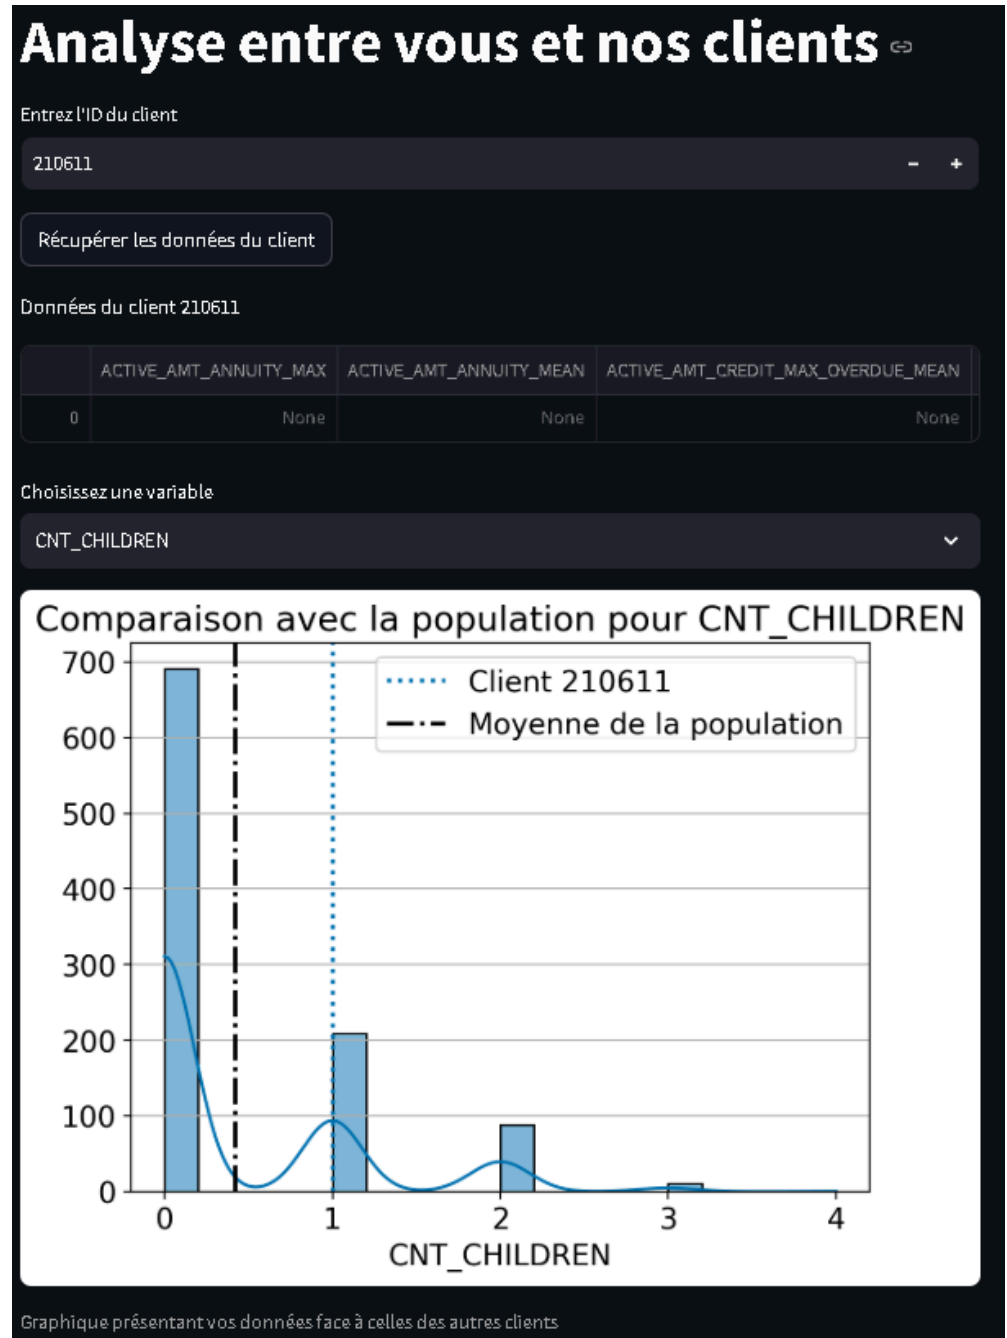 Analyse entre vous et nos clients
Entrez l'ID du client
210611 - +
Récupérer les données du client
Données du client 210611
ACTIVE_AMT_ANNUITY_MAX ACTIVE_AMT_ANNUITY_MEAN ACTIVE_AMT_CREDIT_MAX_OVERDUE_MEAN
0 None None None
Choisissez une variable
CNT_CHILDREN
Comparaison avec la population pour CNT_CHILDREN
Client 210611
Moyenne de la population
700
600
500
400
300
200
100
0
0 1 2 3 4
CNT_CHILDREN
Graphique présentant vos données face à celles des autres clients